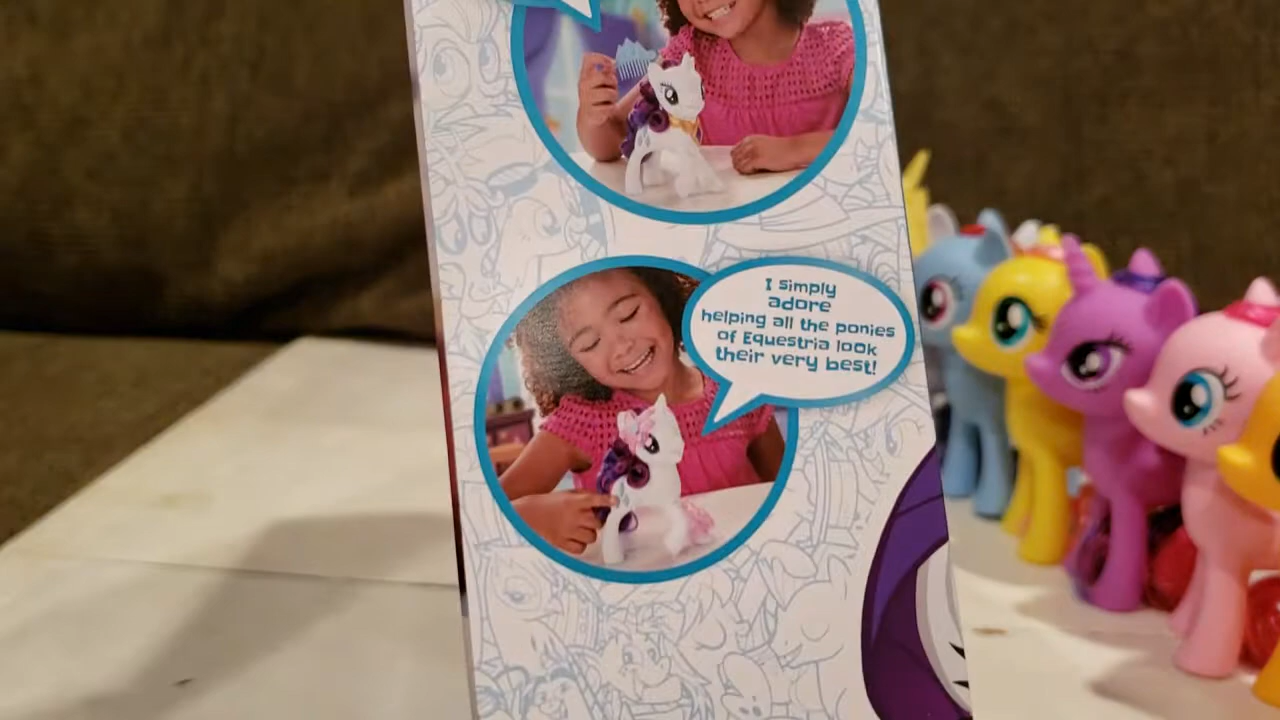 I simply
adore
helping all the ponies
of Equestria look
their very best!